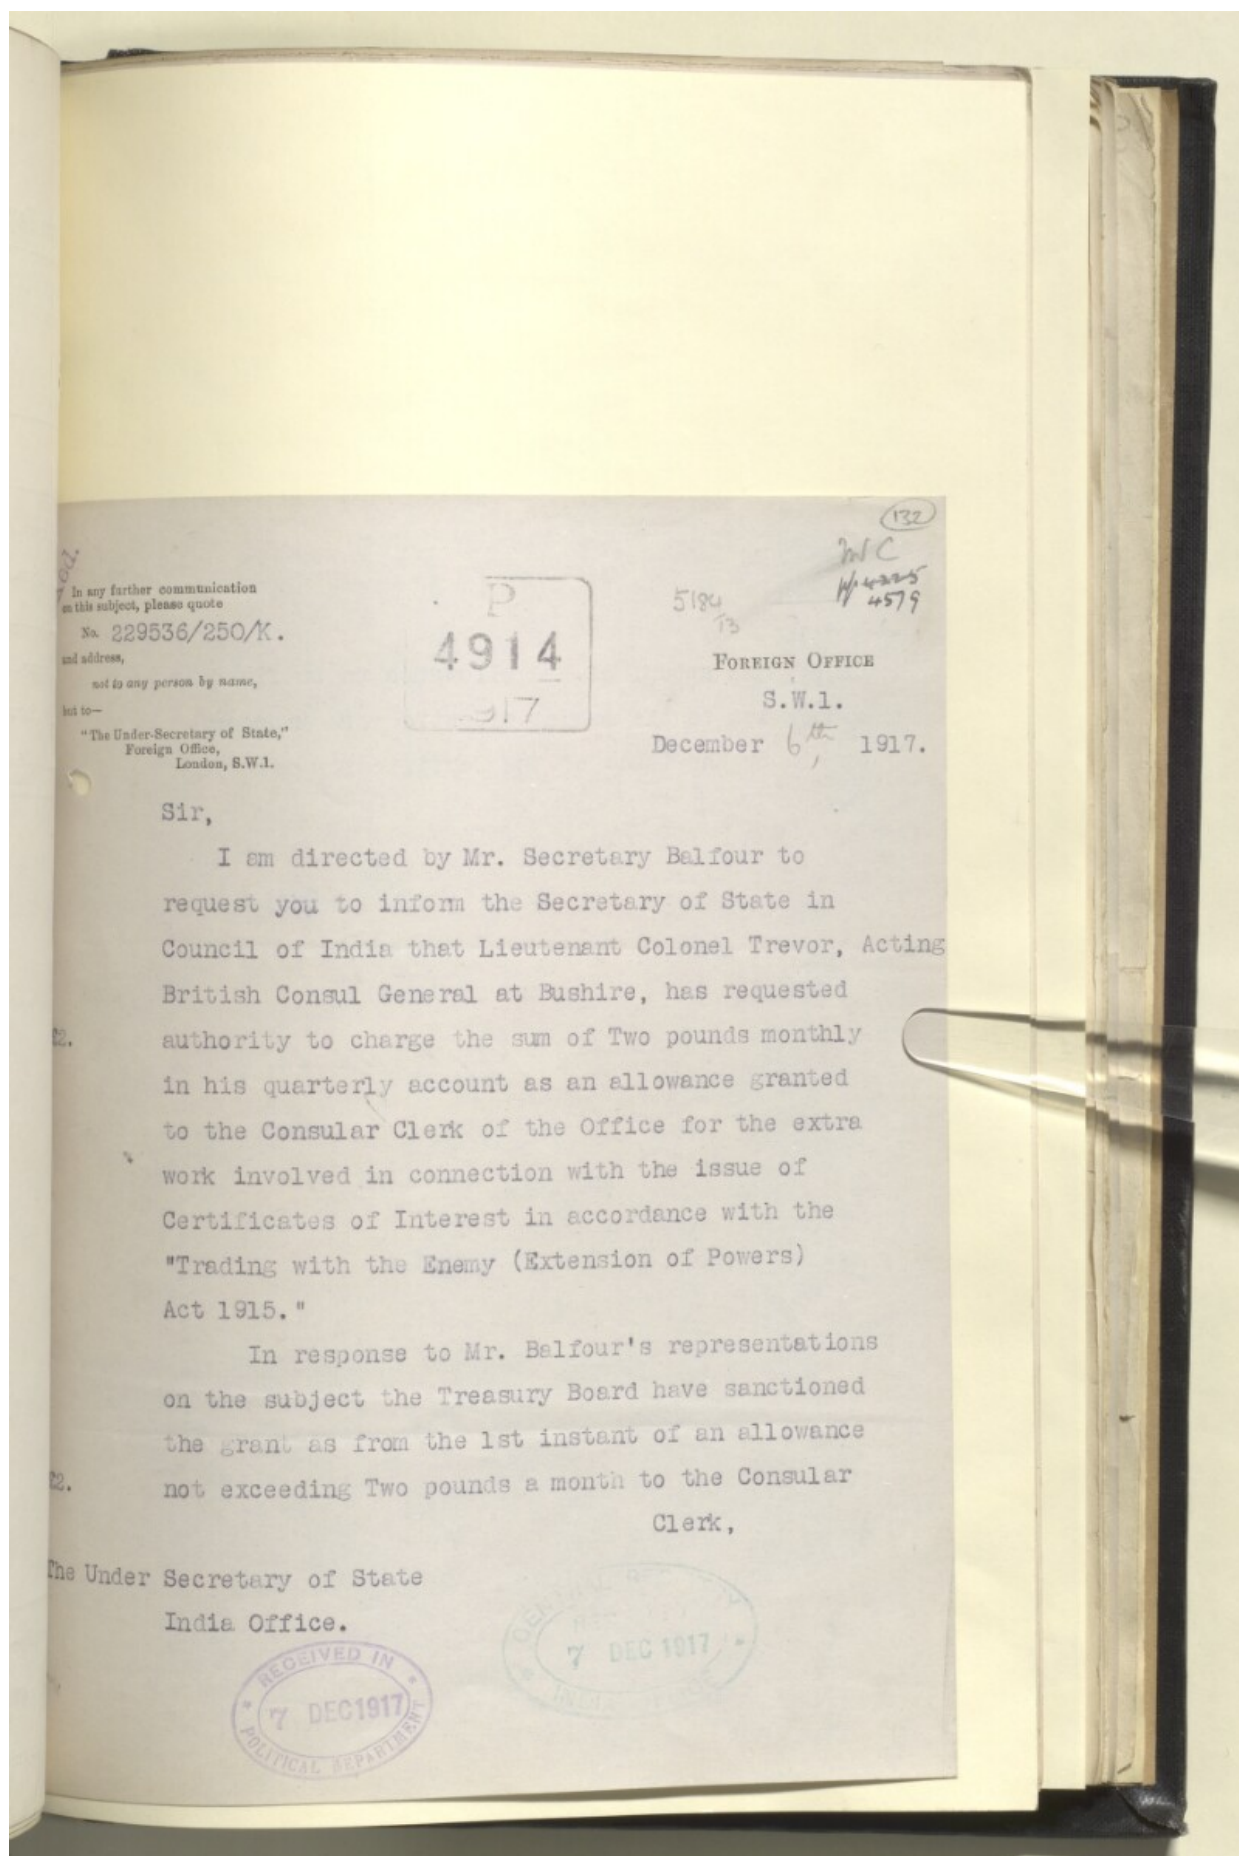 132
In any further communication
on this subject, please quote
No. 229536/250/K.
and address,
not to any person by name,
but to—
"The Under-Secretary of State,"
Foreign Office,
London, S.W.1.
P
4914
1917
5184
13
4579
FOREIGN OFFICE
S.W.1.
December 6th, 1917.
Sir,
I am directed by Mr. Secretary Balfour to
request you to inform the Secretary of State in
Council of India that Lieutenant Colonel Trevor, Acting
British Consul General at Bushire, has requested
£2. authority to charge the sum of Two pounds monthly
in his quarterly account as an allowance granted
to the Consular Clerk of the Office for the extra
work involved in connection with the issue of
Certificates of Interest in accordance with the
"Trading with the Enemy (Extension of Powers)
Act 1915."
In response to Mr. Balfour's representations
on the subject the Treasury Board have sanctioned
the grant as from the 1st instant of an allowance
£2. not exceeding Two pounds a month to the Consular
Clerk,
The Under Secretary of State
India Office.
RECEIVED IN
7 DEC 1917
POLITICAL DEPARTMENT
7 DEC 1917
INDIA OFFICE